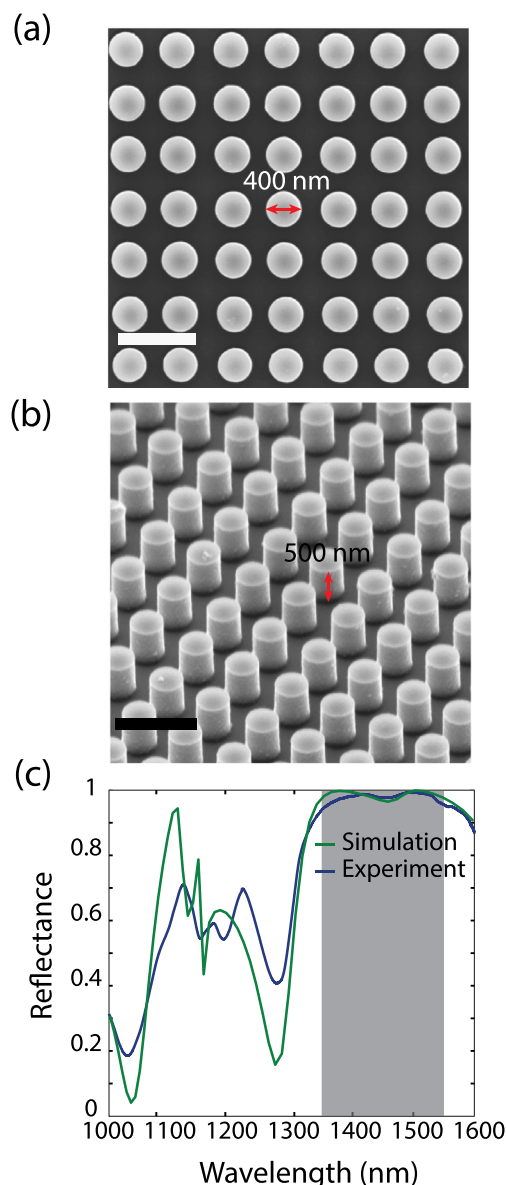 (a)
400 nm
(b)
500 nm
(c)
1
0.8
0.6
0.4
0.2
0
Reflectance
Simulation
Experiment
1000 1100 1200 1300 1400 1500 1600
Wavelength (nm)